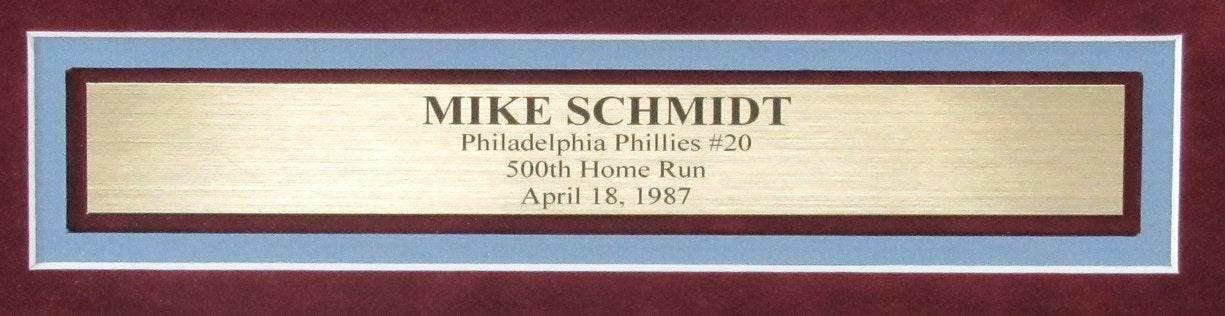 MIKE SCHMIDT
Philadelphia Phillies #20
500th Home Run
April 18, 1987